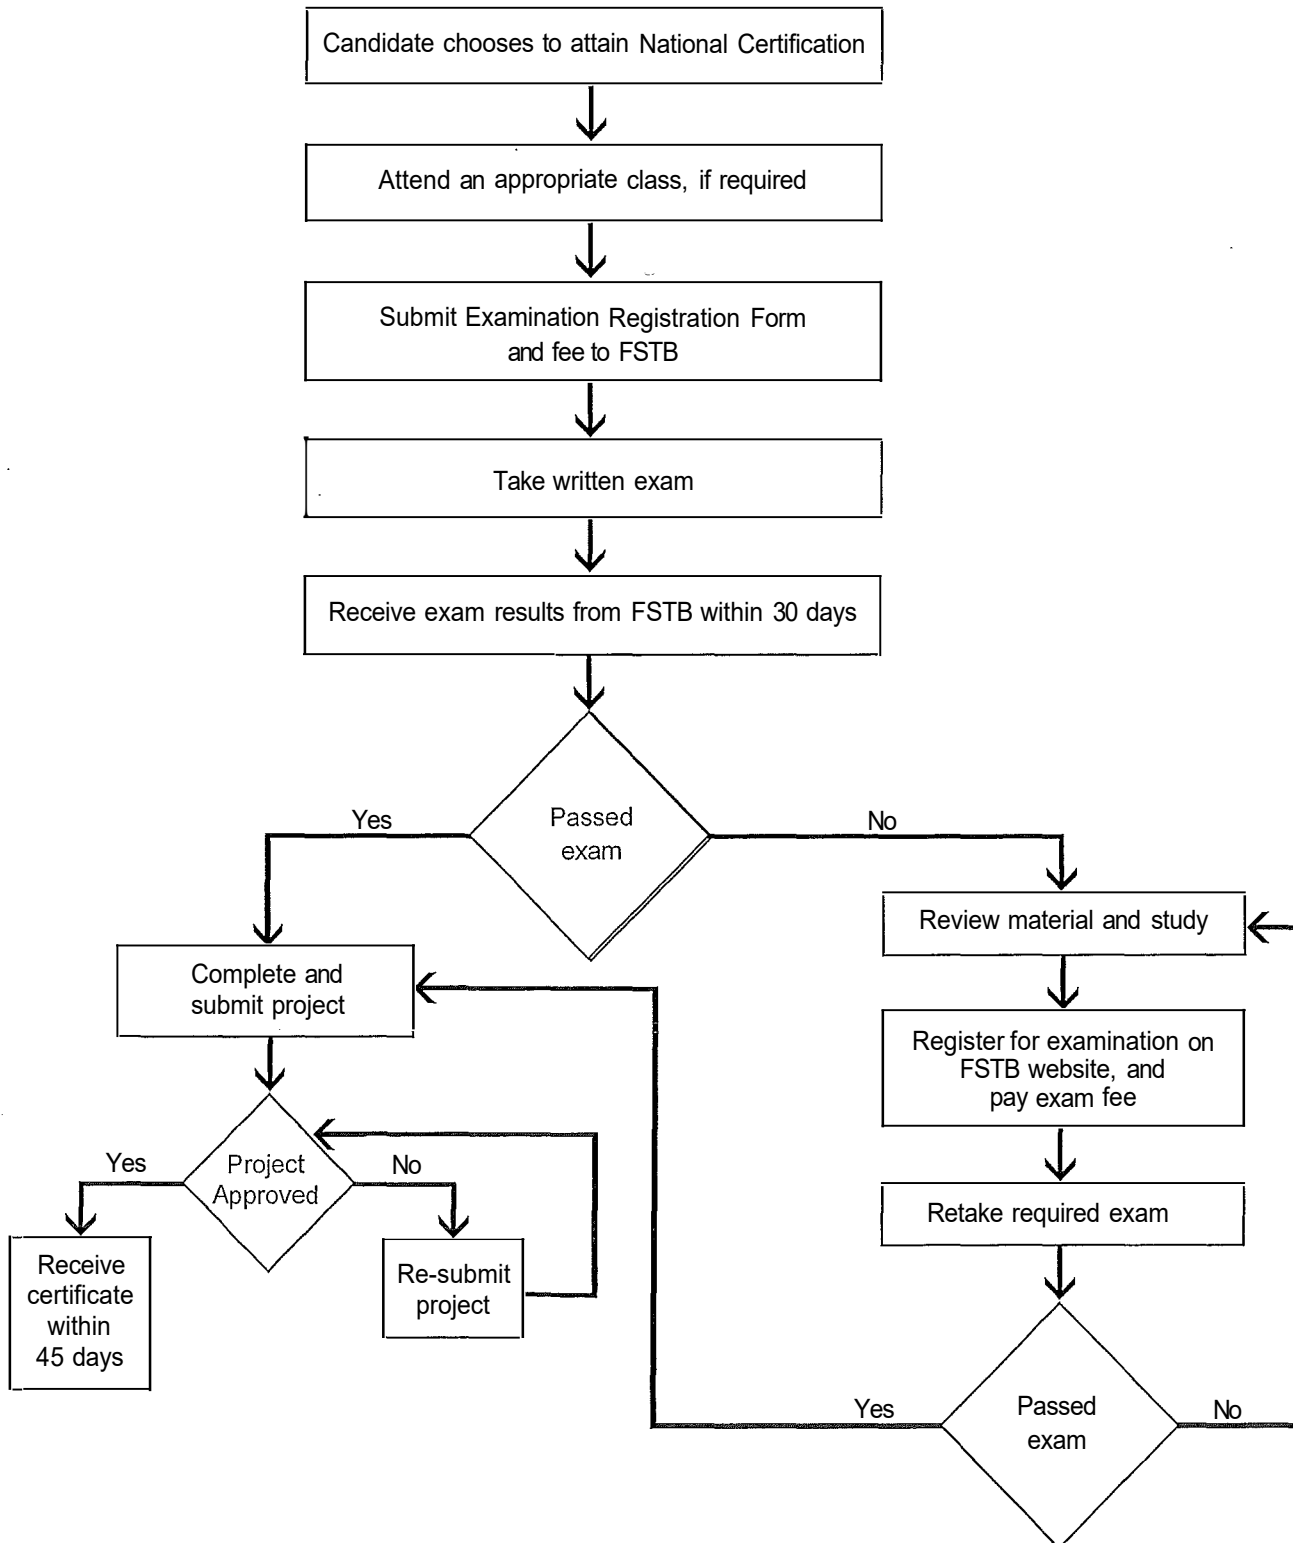 Candidate chooses to attain National Certification
Attend an appropriate class, if required
Submit Examination Registration Form
and fee to FSTB
Take written exam
Receive exam results from FSTB within 30 days
Passed
exam
Yes
No
Complete and
submit project
Project
Approved
Yes
No
Receive
certificate
within
45 days
Re-submit
project
Review material and study
Register for examination on
FSTB website, and
pay exam fee
Retake required exam
Passed
exam
Yes
No